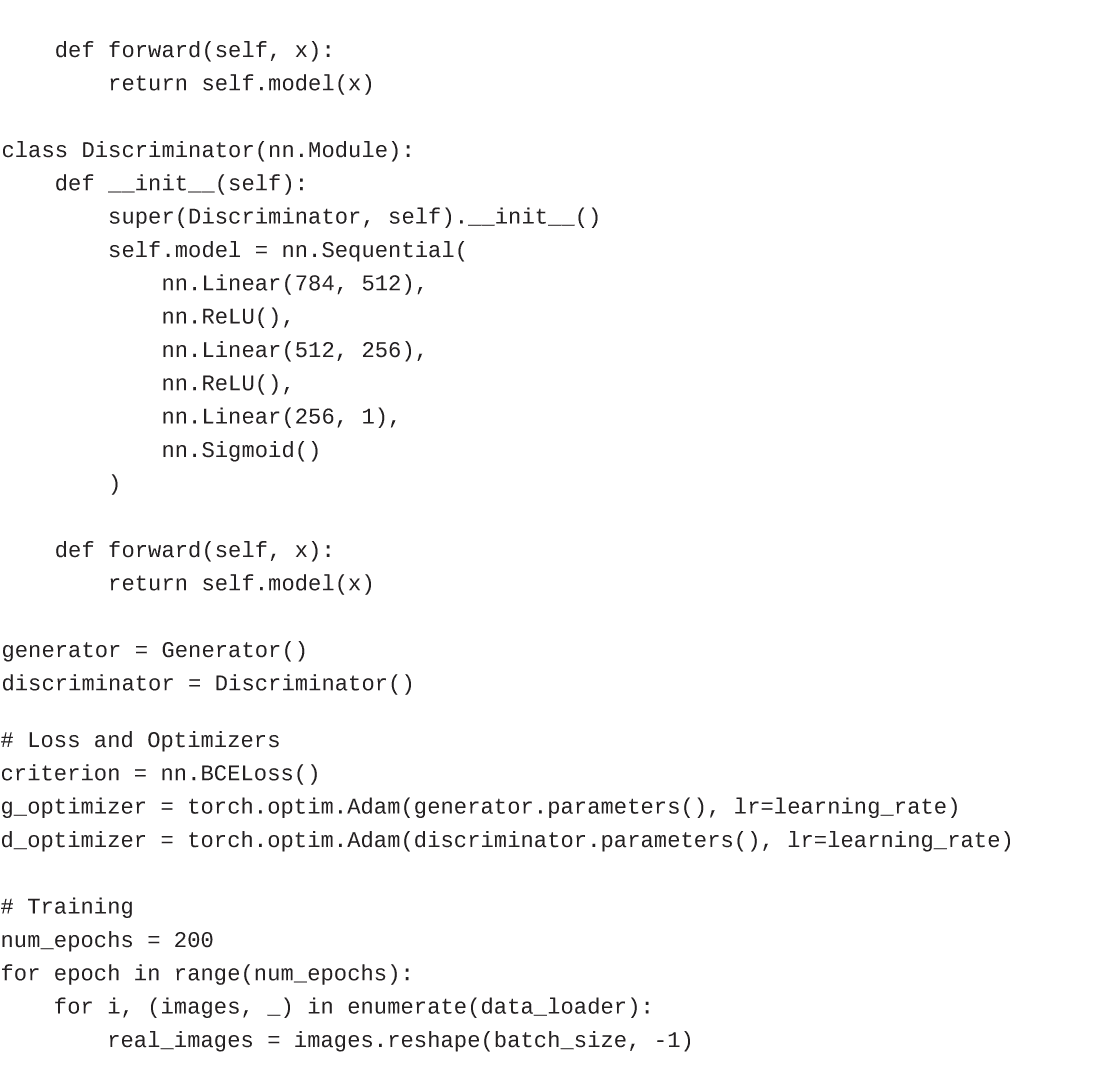 def forward(self, x):
        return self.model(x)

class Discriminator(nn.Module):
    def __init__(self):
        super(Discriminator, self).__init__()
        self.model = nn.Sequential(
            nn.Linear(784, 512),
            nn.ReLU(),
            nn.Linear(512, 256),
            nn.ReLU(),
            nn.Linear(256, 1),
            nn.Sigmoid()
        )

    def forward(self, x):
        return self.model(x)

generator = Generator()
discriminator = Discriminator()

# Loss and Optimizers
criterion = nn.BCELoss()
g_optimizer = torch.optim.Adam(generator.parameters(), lr=learning_rate)
d_optimizer = torch.optim.Adam(discriminator.parameters(), lr=learning_rate)

# Training
num_epochs = 200
for epoch in range(num_epochs):
    for i, (images, _) in enumerate(data_loader):
        real_images = images.reshape(batch_size, -1)